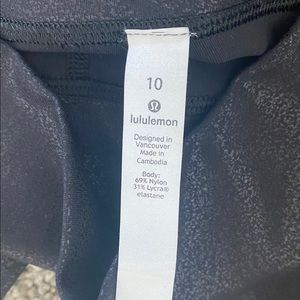 10
lululemon
Designed in
Vancouver
Made in
Cambodia
Body:
69% Nylon
31% Lycra®
elastane